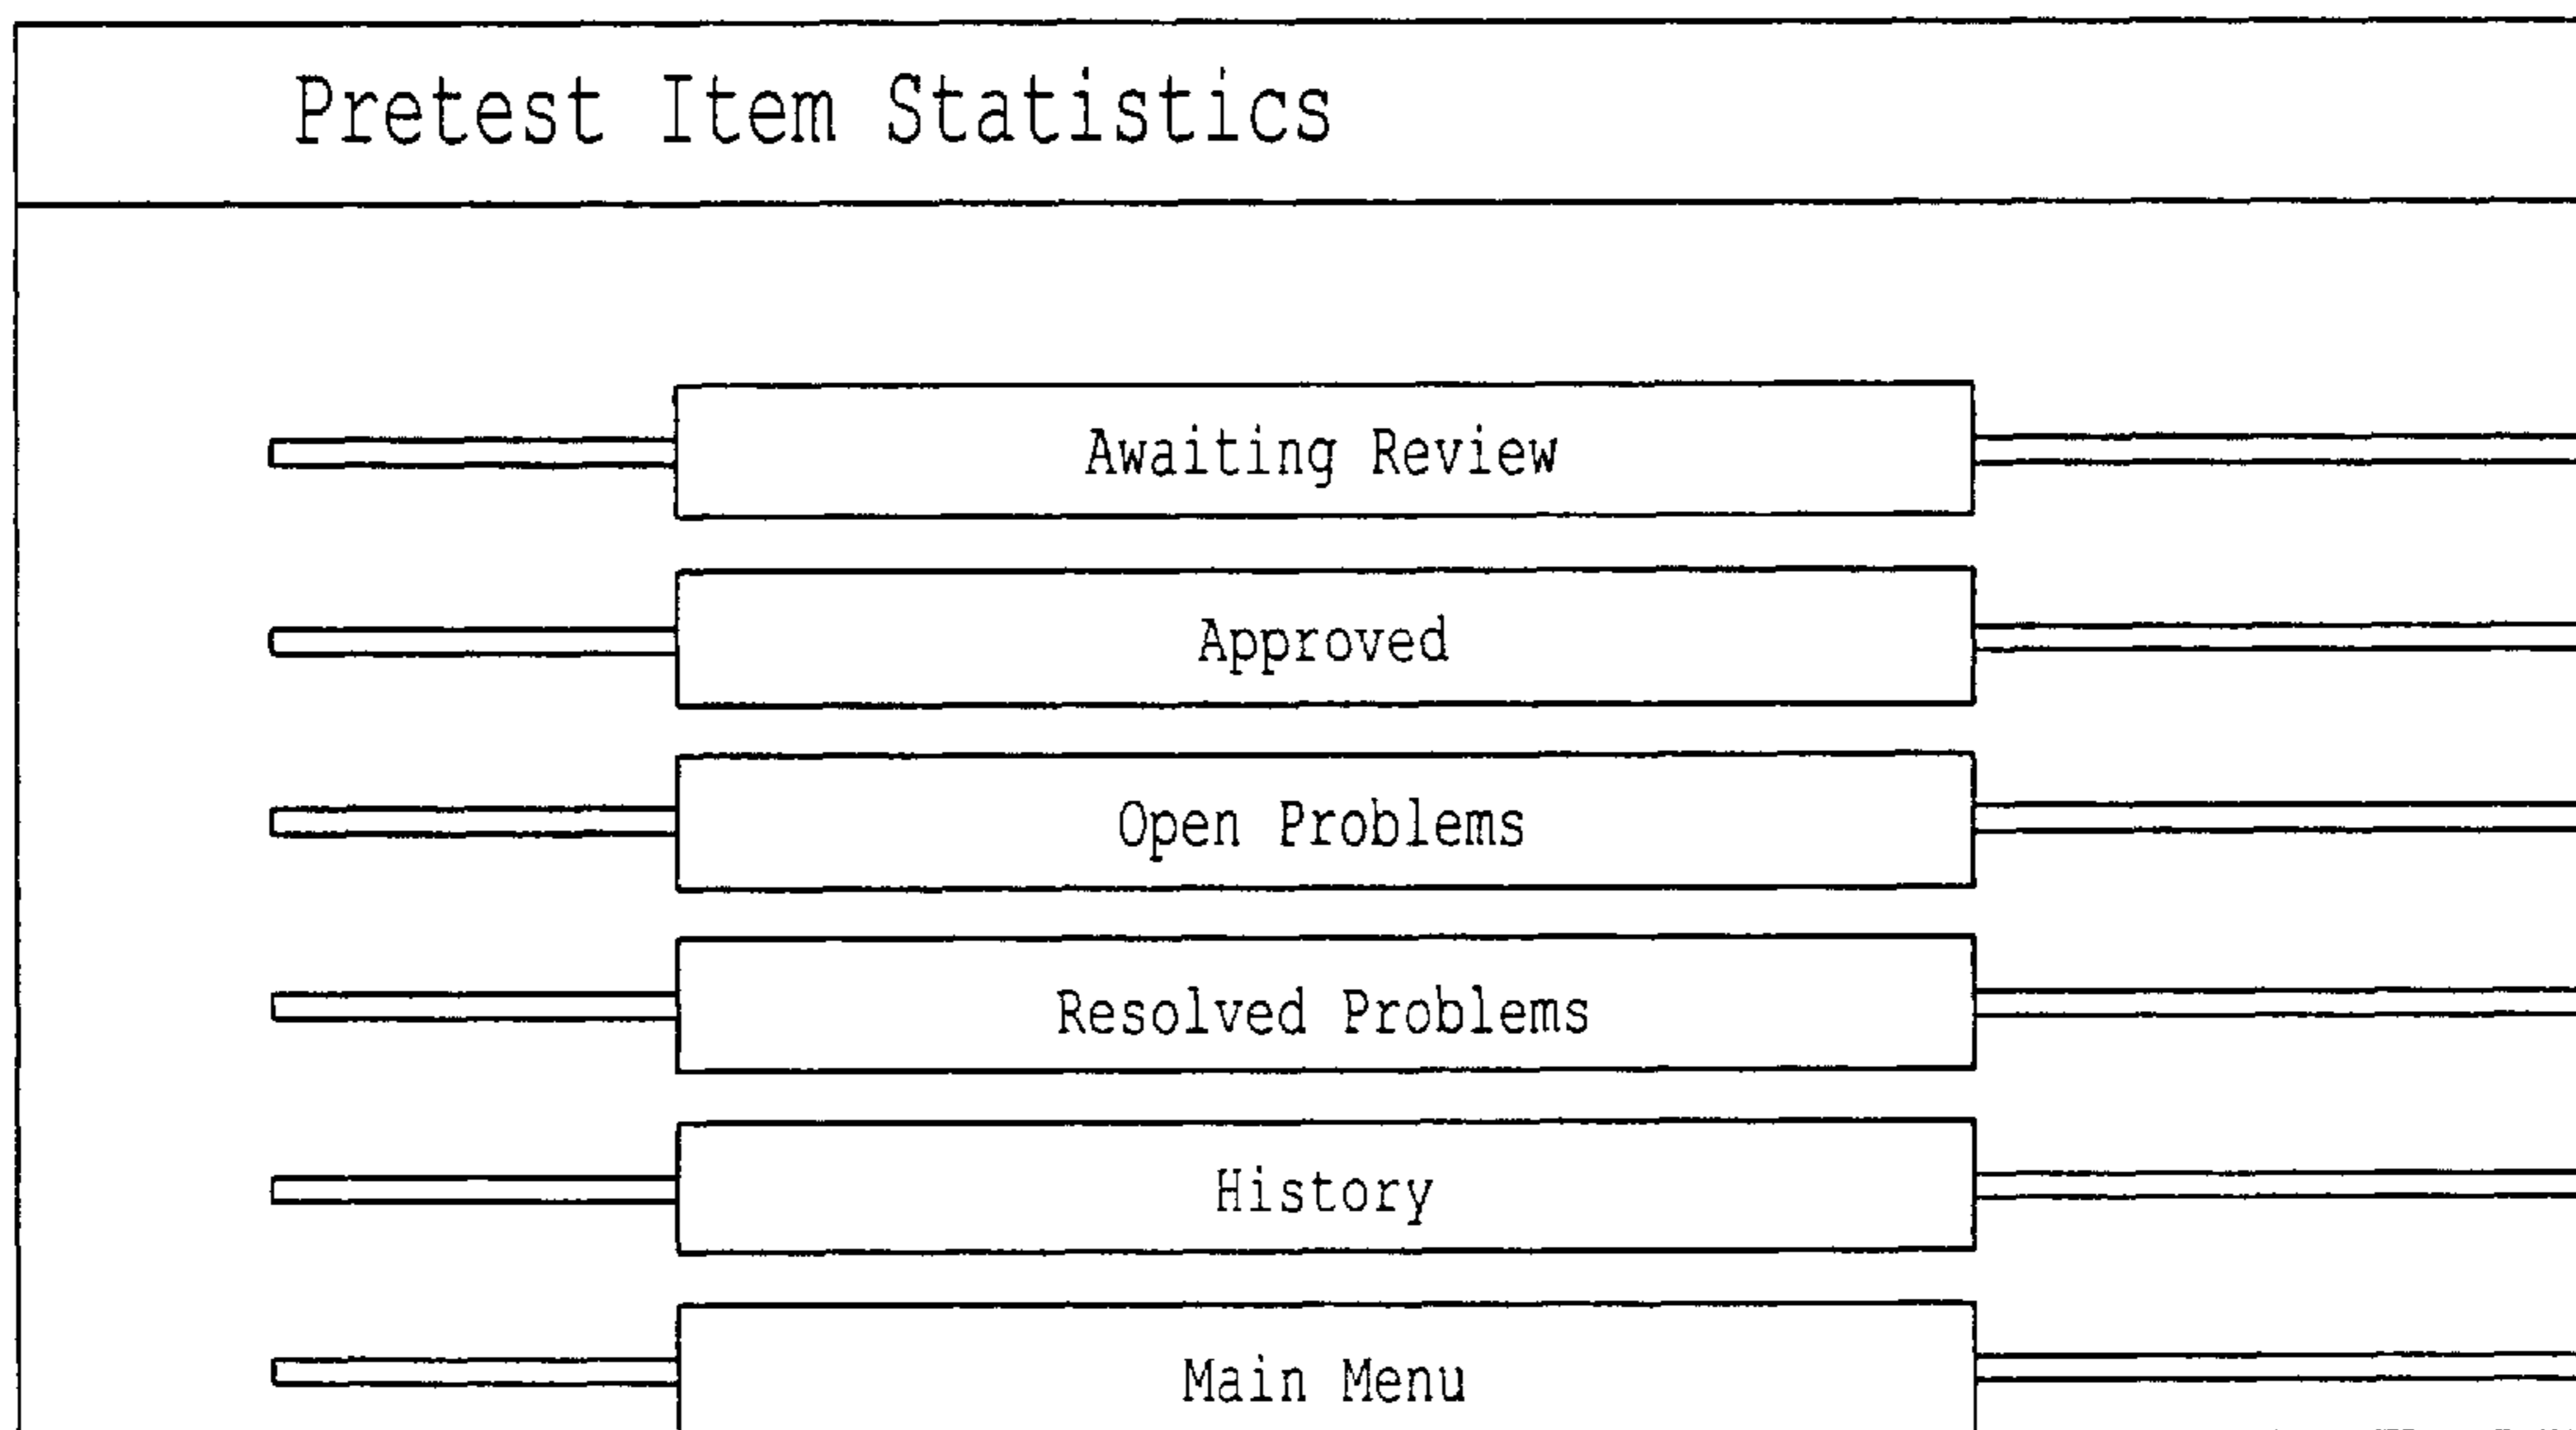 Pretest Item Statistics
Awaiting Review
Approved
Open Problems
Resolved Problems
History
Main Menu